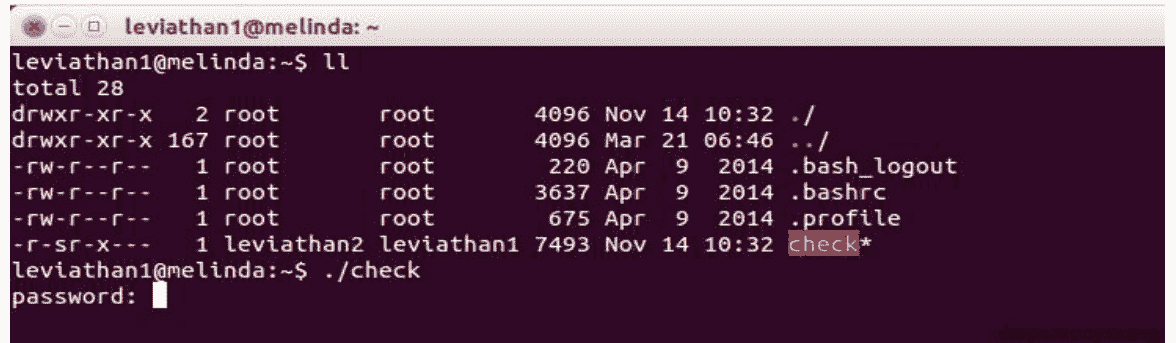 leviathan1@melinda: ~
leviathan1@melinda:~$ ll
total 28
drwxr-xr-x   2 root       root       4096 Nov 14 10:32 ./
drwxr-xr-x 167 root       root       4096 Mar 21 06:46 ../
-rw-r--r--   1 root       root        220 Apr  9  2014 .bash_logout
-rw-r--r--   1 root       root       3637 Apr  9  2014 .bashrc
-rw-r--r--   1 root       root        675 Apr  9  2014 .profile
-r-sr-x---   1 leviathan2 leviathan1 7493 Nov 14 10:32 check*
leviathan1@melinda:~$ ./check
password: